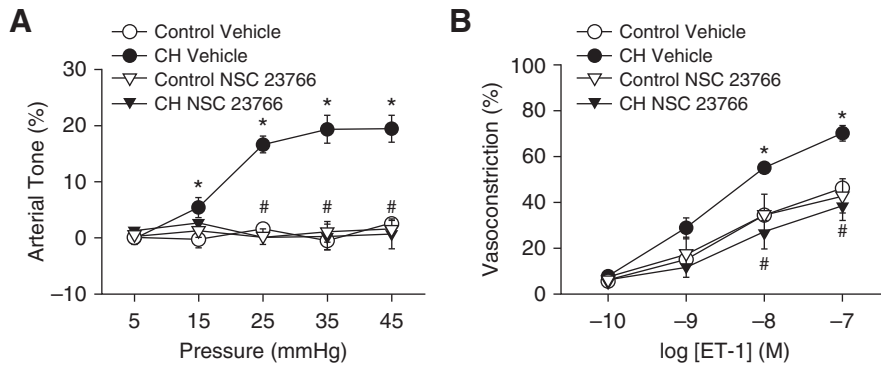 A
Control Vehicle
CH Vehicle
Control NSC 23766
CH NSC 23766
Arterial Tone (%)
30
20
10
0
–10
* * * *
# # #
5 15 25 35 45
Pressure (mmHg)
B
Control Vehicle
CH Vehicle
Control NSC 23766
CH NSC 23766
Vasoconstriction (%)
100
80
60
40
20
0
* *
# #
–10 –9 –8 –7
log [ET-1] (M)